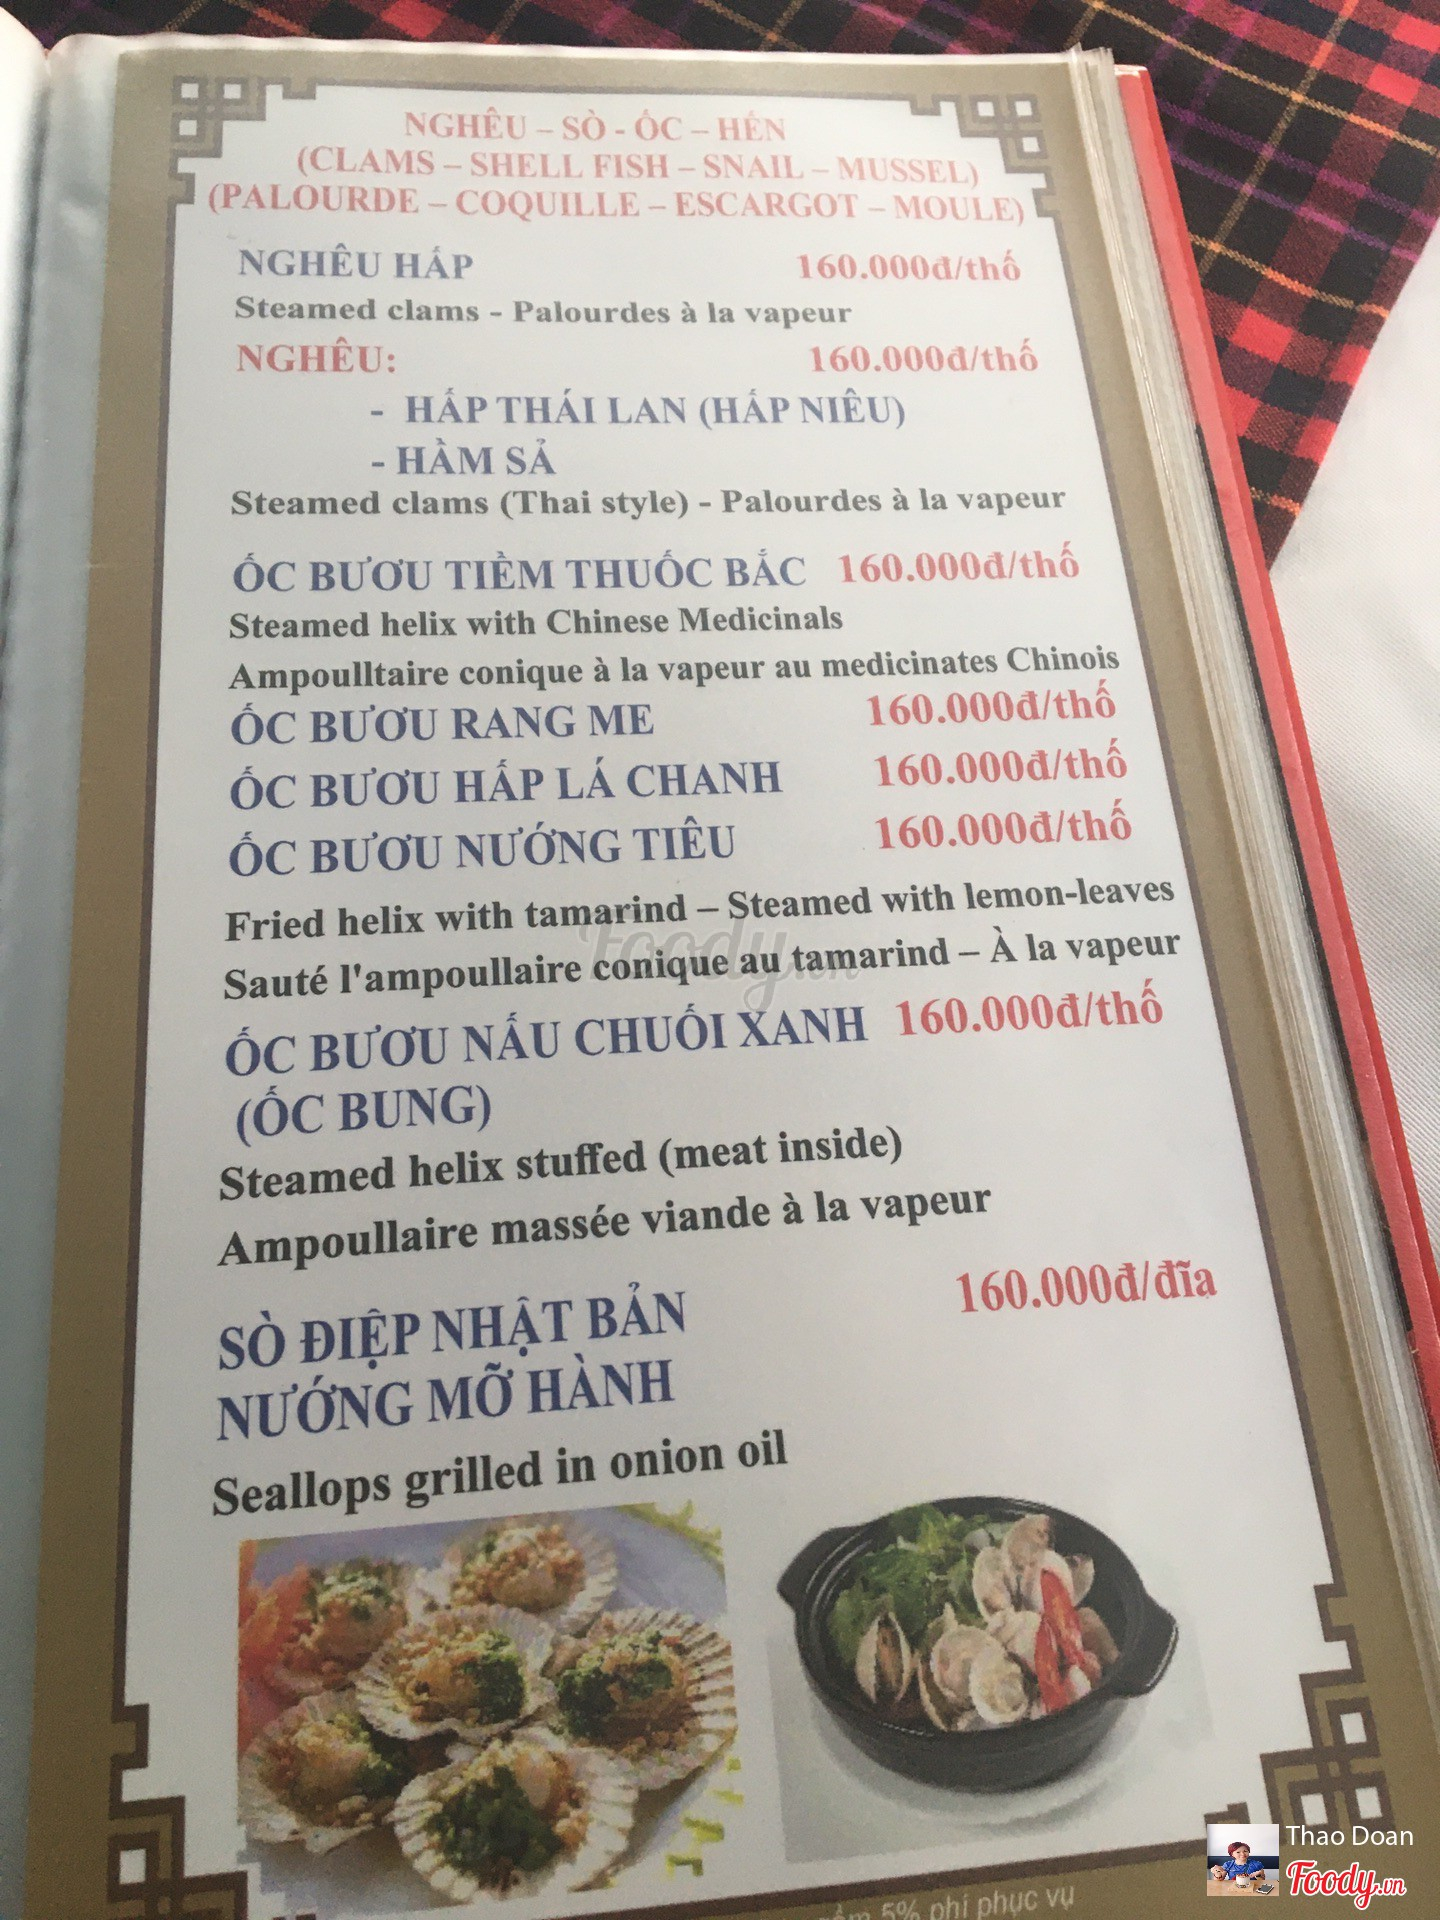 NGHÊU – SÒ - ỐC – HẾN
(CLAMS – SHELL FISH – SNAIL – MUSSEL)
(PALOURDE – COQUILLE – ESCARGOT – MOULE)
NGHÊU HẤP 160.000đ/thố
Steamed clams - Palourdes à la vapeur
NGHÊU: 160.000đ/thố
- HẤP THÁI LAN (HẤP NIÊU)
- HẦM SẢ
Steamed clams (Thai style) - Palourdes à la vapeur
ỐC BƯƠU TIỀM THUỐC BẮC 160.000đ/thố
Steamed helix with Chinese Medicinals
Ampoulltaire conique à la vapeur au medicinates Chinois
ỐC BƯƠU RANG ME 160.000đ/thố
ỐC BƯƠU HẤP LÁ CHANH 160.000đ/thố
ỐC BƯƠU NƯỚNG TIÊU 160.000đ/thố
Fried helix with tamarind – Steamed with lemon-leaves
Sauté l'ampoullaire conique au tamarind – À la vapeur
ỐC BƯƠU NẤU CHUỐI XANH 160.000đ/thố
(ỐC BUNG)
Steamed helix stuffed (meat inside)
Ampoullaire massée viande à la vapeur
SÒ ĐIỆP NHẬT BẢN 160.000đ/đĩa
NƯỚNG MỠ HÀNH
Seallops grilled in onion oil
5% phí phục vụ
Foody.vn
Thao Doan
Foody.vn